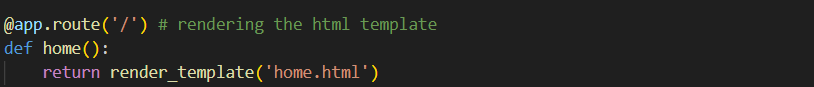 @app.route('/') # rendering the html template
def home():
    return render_template('home.html')